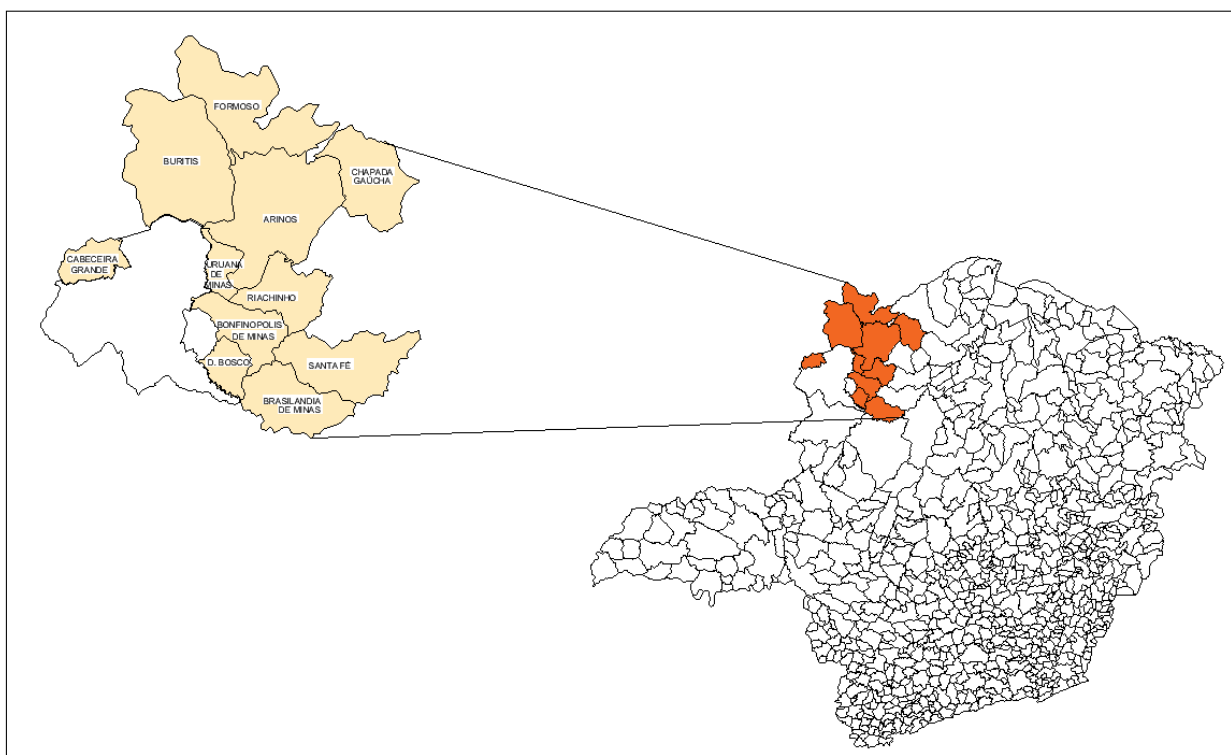 FORMOSO
BURITIS
CHAPADA
GAÚCHA
ARINOS
CABECEIRA
GRANDE
URUANA
DE
MINAS
RIACHINHO
BONFINOPOLIS
DE MINAS
D. BOSCO
SANTA FÉ
BRASILANDIA
DE MINAS